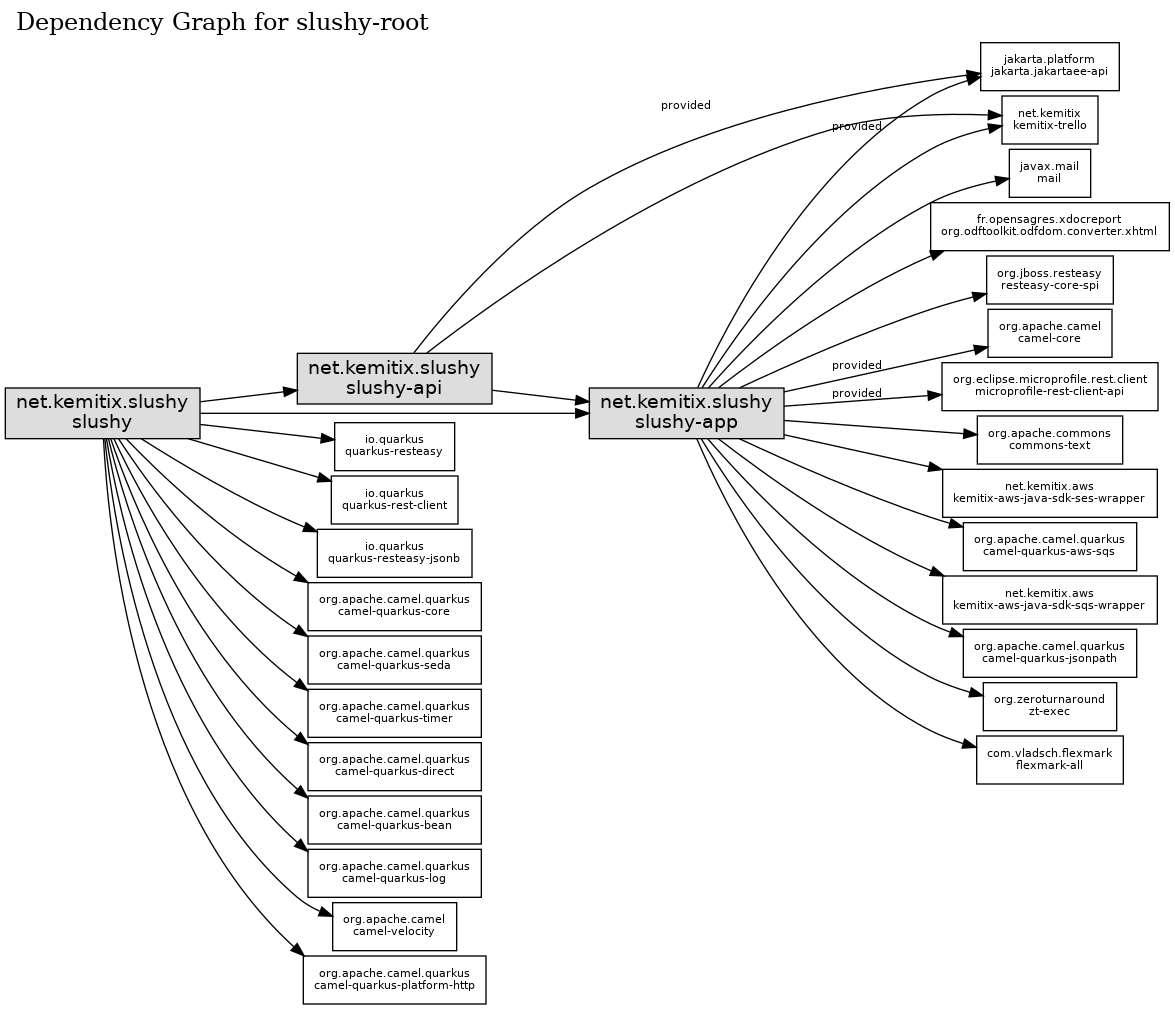 Dependency Graph for slushy-root
jakarta.platform
jakarta.jakartaee-api
provided
net.kemitix
kemitix-trello
provided
javax.mail
mail
fr.opensagres.xdocreport
org.odftoolkit.odfdom.converter.xhtml
org.jboss.resteasy
resteasy-core-spi
org.apache.camel
camel-core
provided
net.kemitix.slushy
slushy-api
org.eclipse.microprofile.rest.client
microprofile-rest-client-api
provided
net.kemitix.slushy
slushy
net.kemitix.slushy
slushy-app
org.apache.commons
commons-text
io.quarkus
quarkus-resteasy
net.kemitix.aws
kemitix-aws-java-sdk-ses-wrapper
io.quarkus
quarkus-rest-client
org.apache.camel.quarkus
camel-quarkus-aws-sqs
io.quarkus
quarkus-resteasy-jsonb
net.kemitix.aws
kemitix-aws-java-sdk-sqs-wrapper
org.apache.camel.quarkus
camel-quarkus-core
org.apache.camel.quarkus
camel-quarkus-jsonpath
org.apache.camel.quarkus
camel-quarkus-seda
org.zeroturnaround
zt-exec
org.apache.camel.quarkus
camel-quarkus-timer
com.vladsch.flexmark
flexmark-all
org.apache.camel.quarkus
camel-quarkus-direct
org.apache.camel.quarkus
camel-quarkus-bean
org.apache.camel.quarkus
camel-quarkus-log
org.apache.camel
camel-velocity
org.apache.camel.quarkus
camel-quarkus-platform-http